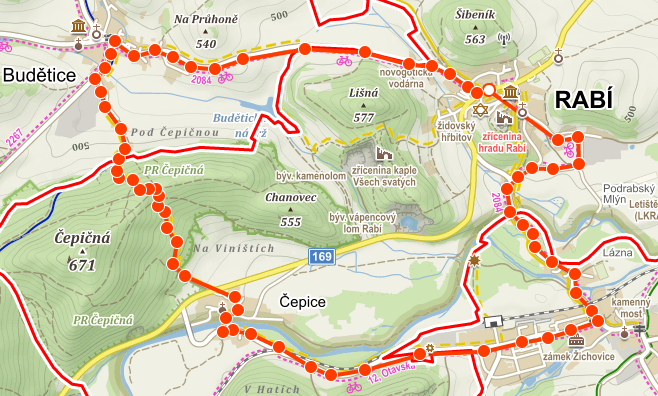 Na Průhoně
540
Šibeník
563
Budětice
2084
novogotická
vodárna
RABÍ
Lišná
577
500
Budětich
židovský
hřbitov
zřícenina
hradu Rabí
2267
Pod Čepičnou
500
PR Čepičná
zřícenina kaple
Všech svatých
býv. kamenolom
Chanovec
555
býv. vápencový
lom Rabí
2084
Podrabský
Mlýn
Letiště
(LKRA
Čepičná
671
Na Viništích
169
Lázna
Čepice
kamenný
most
PR Čepičná
zámek Žichovice
12. Otavská
V Hatích